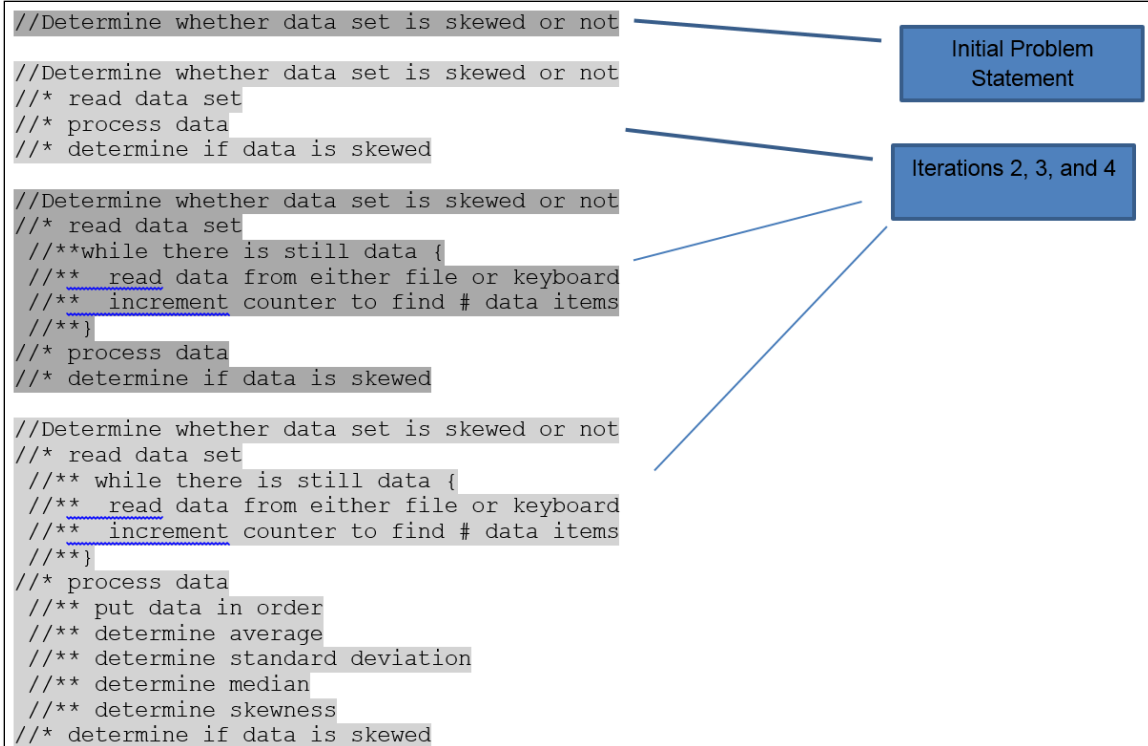 //Determine whether data set is skewed or not
Initial Problem
Statement
//Determine whether data set is skewed or not
//* read data set
//* process data
//* determine if data is skewed
Iterations 2, 3, and 4
//Determine whether data set is skewed or not
//* read data set
//**while there is still data {
//**  read data from either file or keyboard
//**  increment counter to find # data items
//**}
//* process data
//* determine if data is skewed
//Determine whether data set is skewed or not
//* read data set
//** while there is still data {
//**  read data from either file or keyboard
//**  increment counter to find # data items
//**}
//* process data
//** put data in order
//** determine average
//** determine standard deviation
//** determine median
//** determine skewness
//* determine if data is skewed